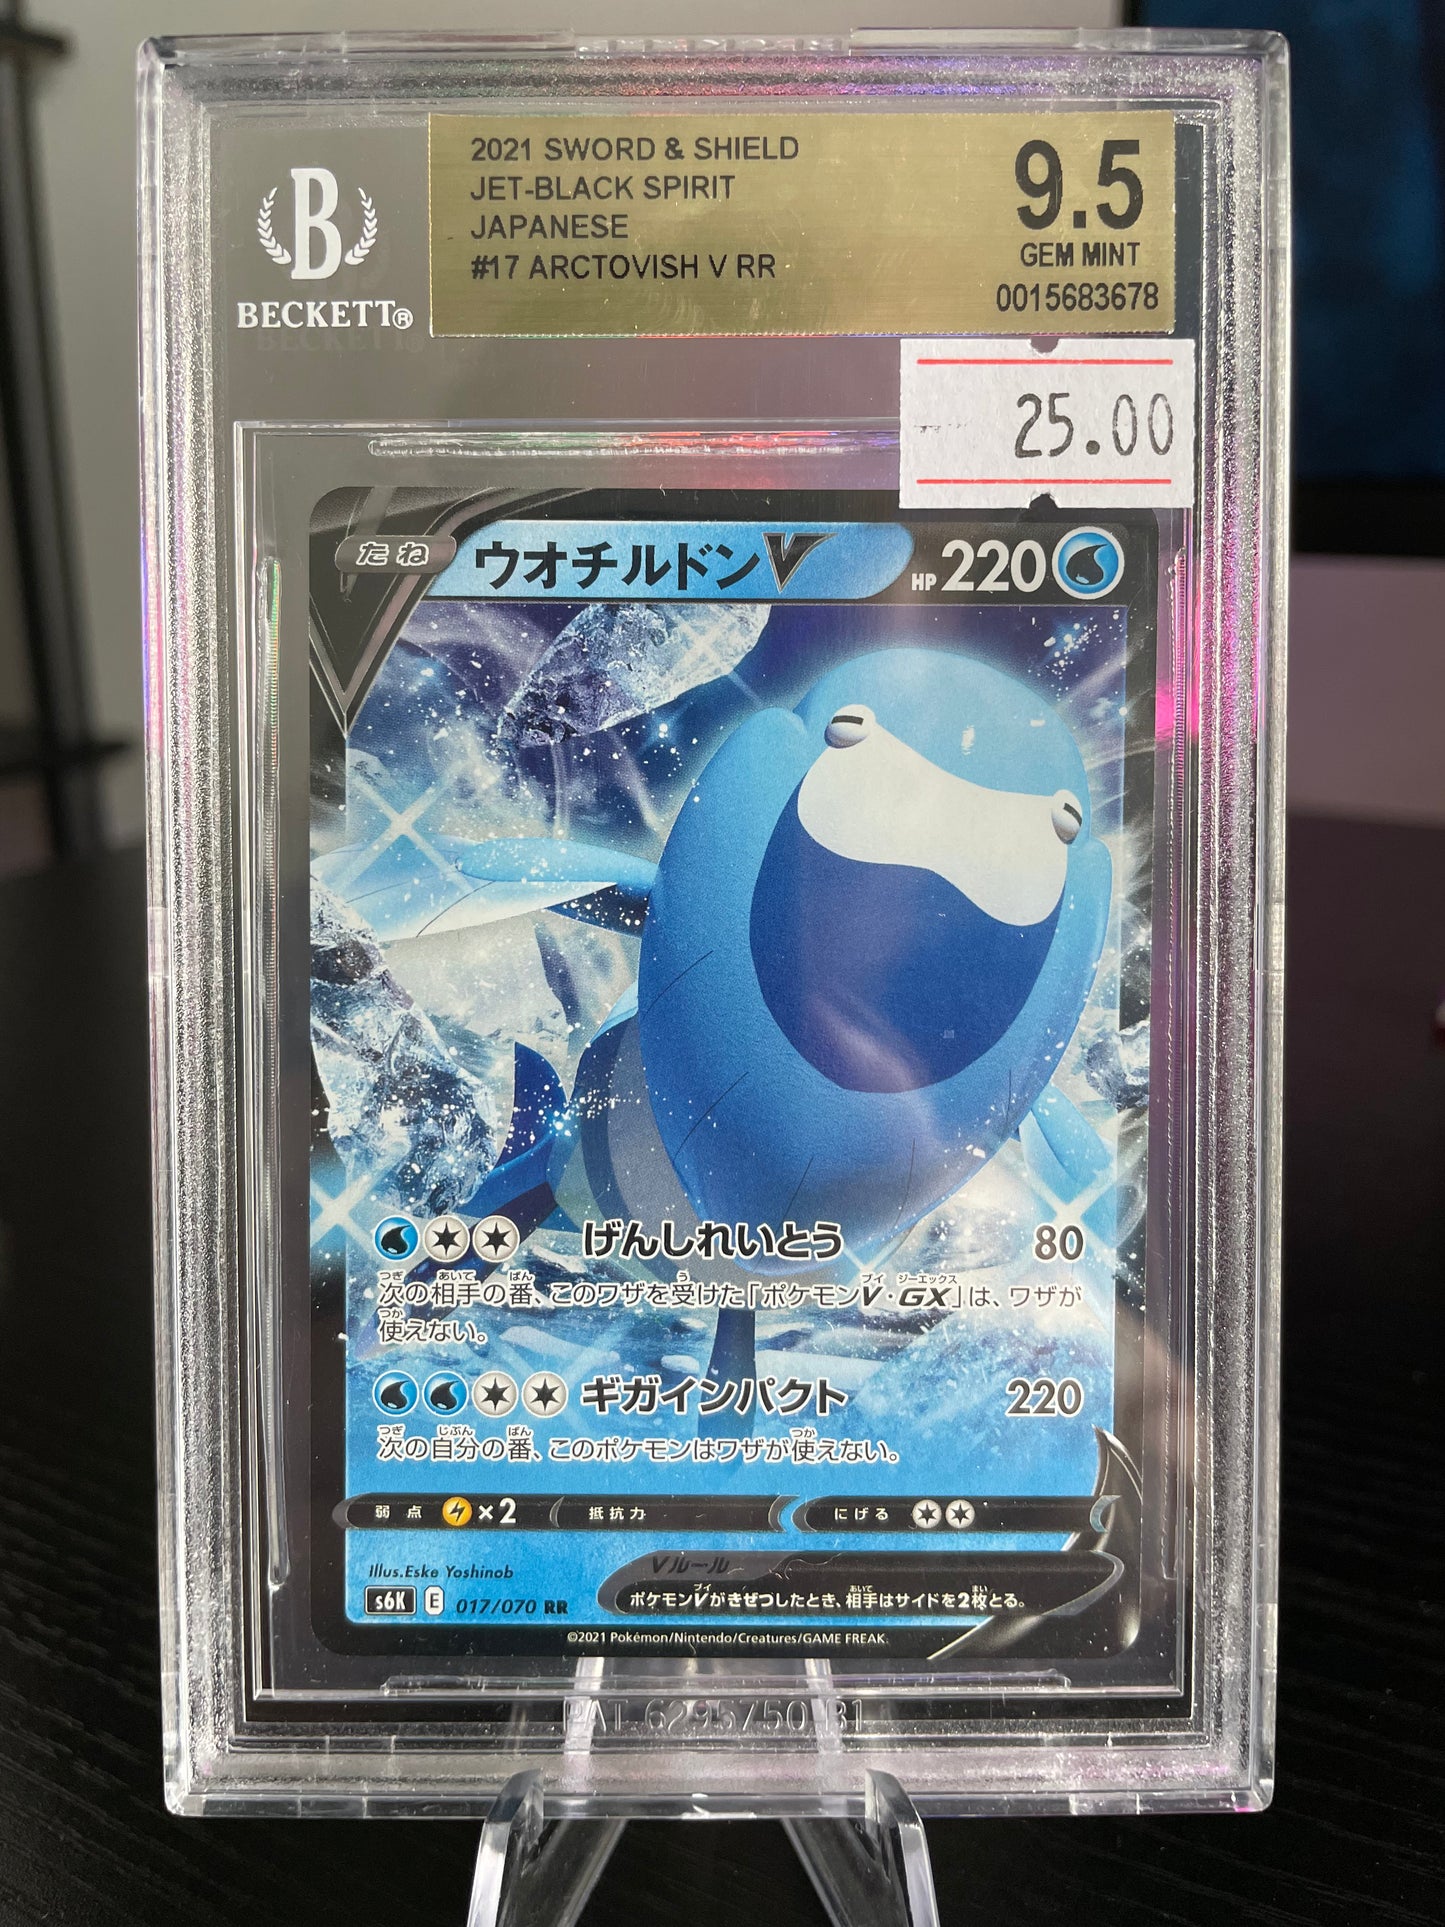 2021 SWORD & SHIELD
JET-BLACK SPIRIT
JAPANESE
#17 ARCTOVISH V RR
9.5
GEM MINT
0015683678
B
BECKETT®
25.00
たね
ウオチルドンV
HP 220
げんしれいとう 80
次の相手の番、このワザを受けた「ポケモンV・GX」は、ワザが
使えない。
ギガインパクト 220
次の自分の番、このポケモンはワザが使えない。
弱点 ×2 抵抗力 にげる
Illus.Eske Yoshinob
Vルール
ポケモンVがきぜつしたとき、相手はサイドを2枚とる。
s6K E 017/070 RR
©2021 Pokémon/Nintendo/Creatures/GAME FREAK.